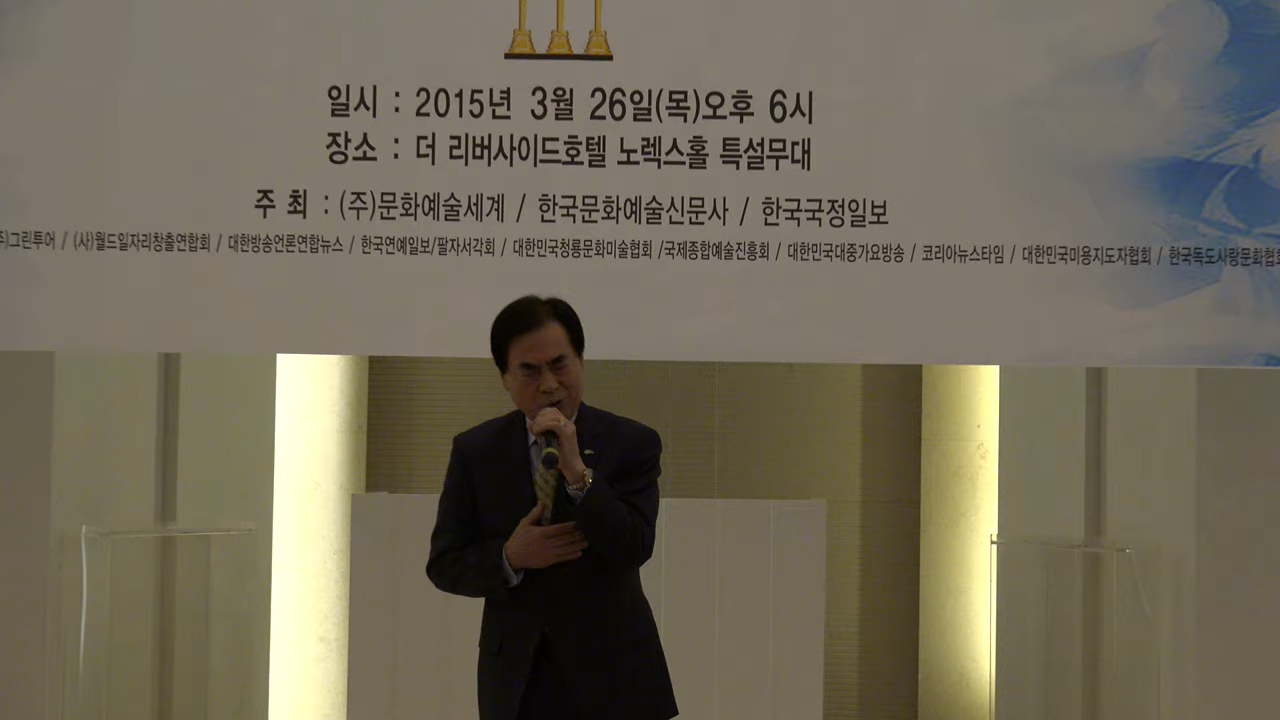 일시 : 2015년 3월 26일(목)오후 6시
장소 : 더 리버사이드호텔 노렉스홀 특설무대
주 최 : (주)문화예술세계 / 한국문화예술신문사 / 한국국정일보
주)그린투어 / (사)월드일자리창출연합회 / 대한방송언론연합뉴스 / 한국연예일보/팔자서각회 / 대한민국청룡문화미술협회 /국제종합예술진흥회 / 대한민국대중가요방송 / 코리아뉴스타임 / 대한민국미용지도자협회 / 한국독도사랑문화협회